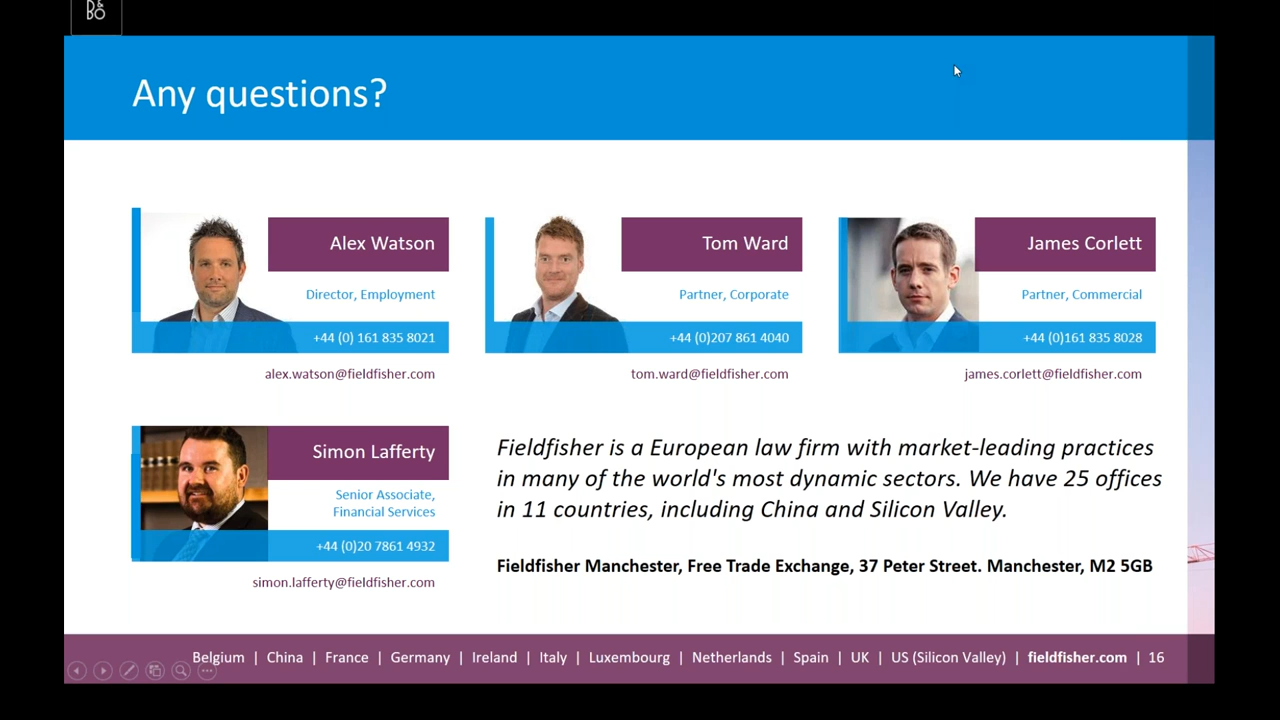 B&O
Any questions?
Alex Watson
Director, Employment
+44 (0) 161 835 8021
alex.watson@fieldfisher.com
Tom Ward
Partner, Corporate
+44 (0)207 861 4040
tom.ward@fieldfisher.com
James Corlett
Partner, Commercial
+44 (0)161 835 8028
james.corlett@fieldfisher.com
Simon Lafferty
Senior Associate,
Financial Services
+44 (0)20 7861 4932
simon.lafferty@fieldfisher.com
Fieldfisher is a European law firm with market-leading practices
in many of the world's most dynamic sectors. We have 25 offices
in 11 countries, including China and Silicon Valley.
Fieldfisher Manchester, Free Trade Exchange, 37 Peter Street. Manchester, M2 5GB
Belgium | China | France | Germany | Ireland | Italy | Luxembourg | Netherlands | Spain | UK | US (Silicon Valley) | fieldfisher.com | 16